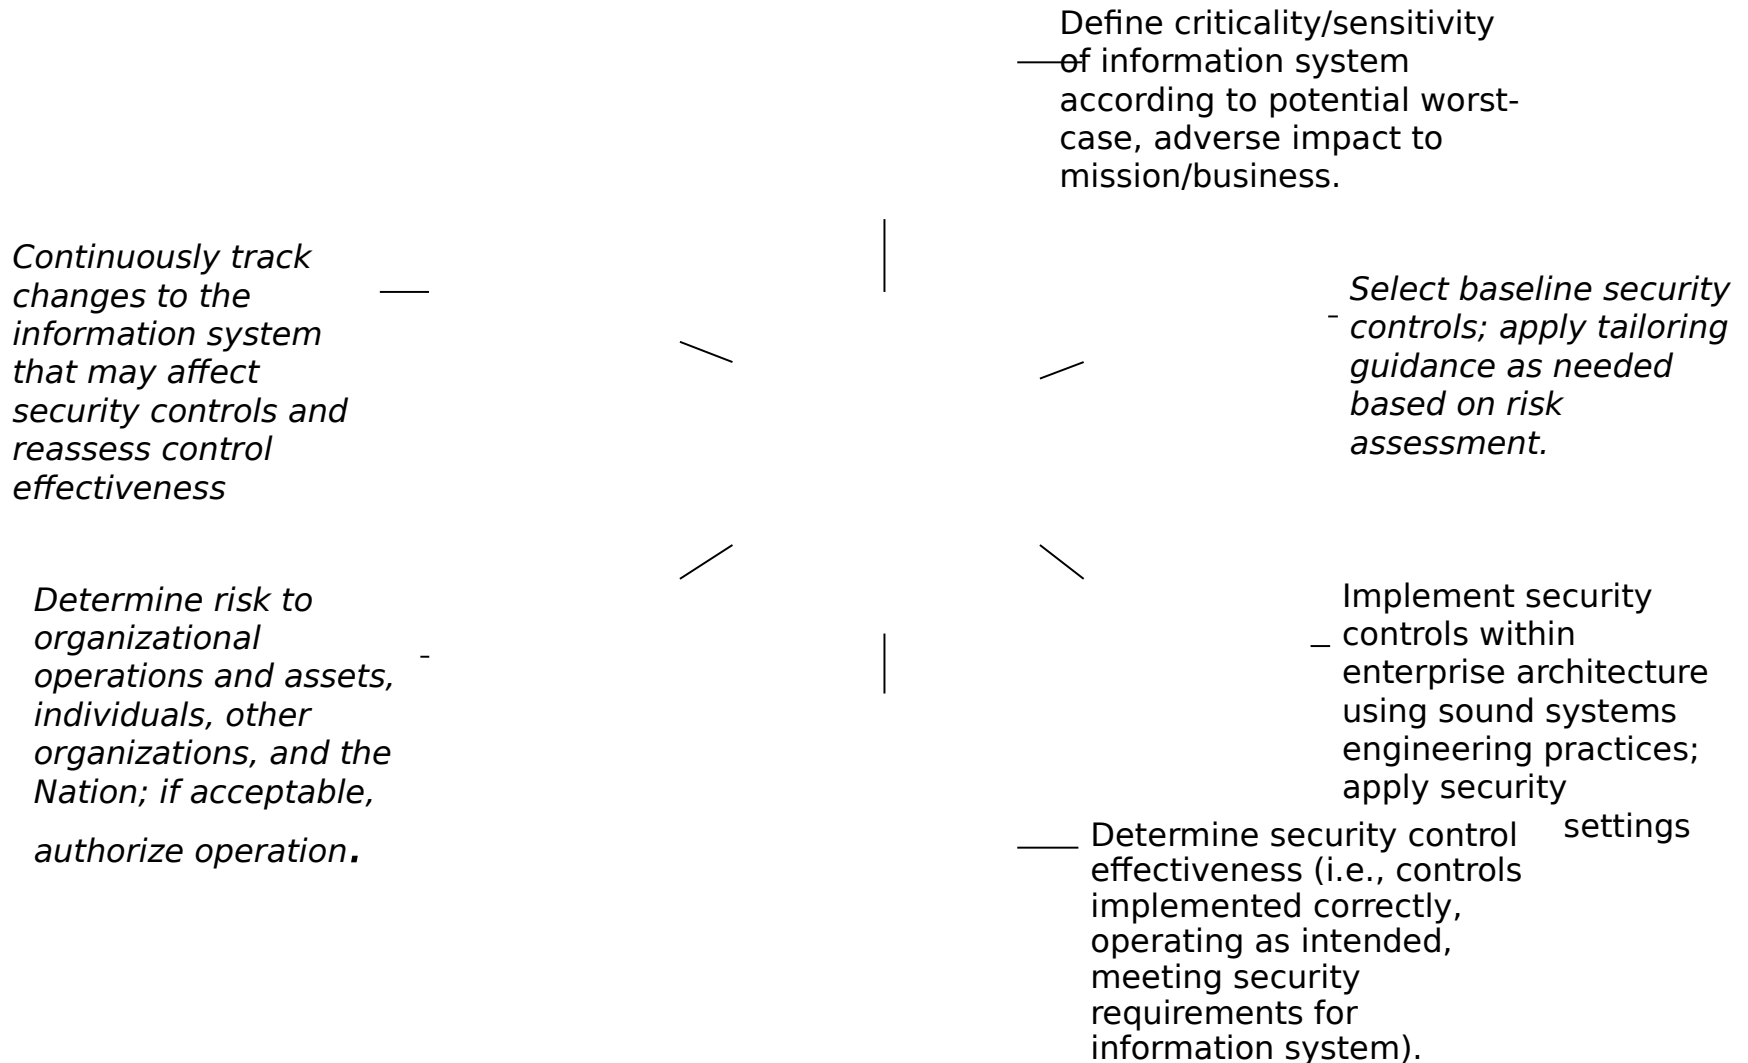 Define criticality/sensitivity
of information system
according to potential worst-
case, adverse impact to
mission/business.
Continuously track
changes to the
information system
that may affect
security controls and
reassess control
effectiveness
Select baseline security
controls; apply tailoring
guidance as needed
based on risk
assessment.
Determine risk to
organizational
operations and assets,
individuals, other
organizations, and the
Nation; if acceptable,
authorize operation.
Implement security
controls within
enterprise architecture
using sound systems
engineering practices;
apply security
settings
Determine security control
effectiveness (i.e., controls
implemented correctly,
operating as intended,
meeting security
requirements for
information system).